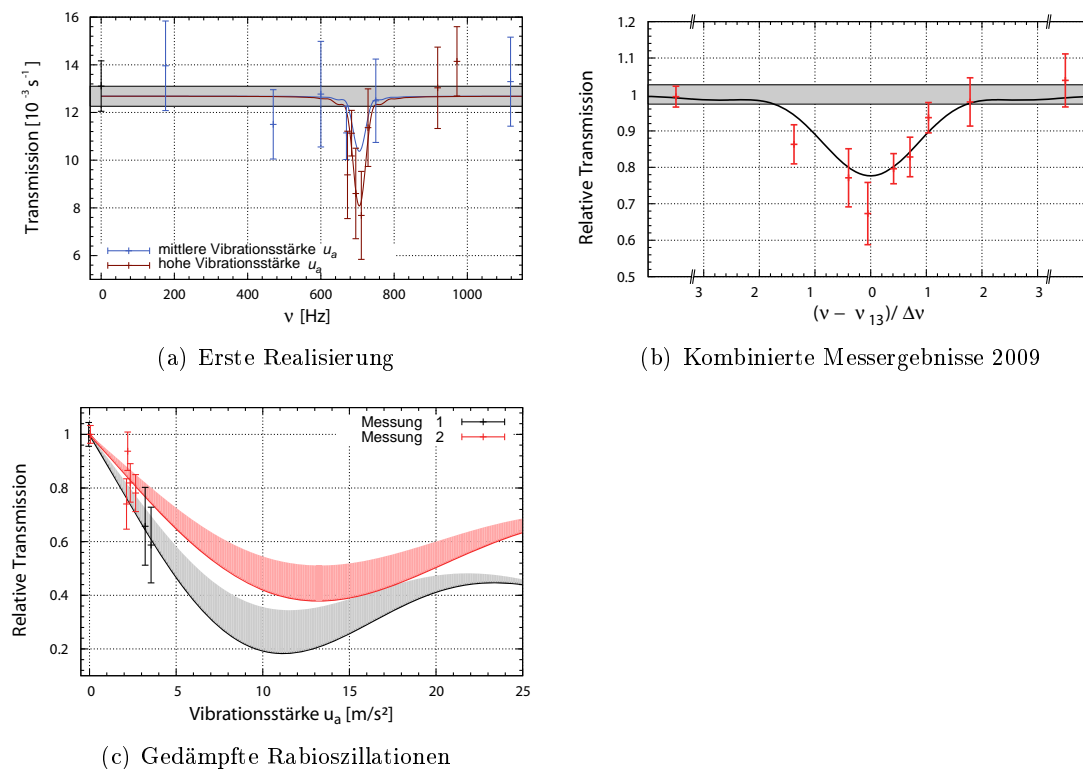 16
14
12
10
8
6
Transmission [10⁻³ s⁻¹]
mittlere Vibrationsstärke u_a
hohe Vibrationsstärke u_a
0 200 400 600 800 1000
ν [Hz]
(a) Erste Realisierung
1.2
1.1
1
0.9
0.8
0.7
0.6
0.5
Relative Transmission
3 2 1 0 1 2 3
(ν − ν₁₃)/ Δν
(b) Kombinierte Messergebnisse 2009
Messung 1
Messung 2
1
0.8
0.6
0.4
0.2
Relative Transmission
0 5 10 15 20 25
Vibrationsstärke u_a [m/s²]
(c) Gedämpfte Rabioszillationen